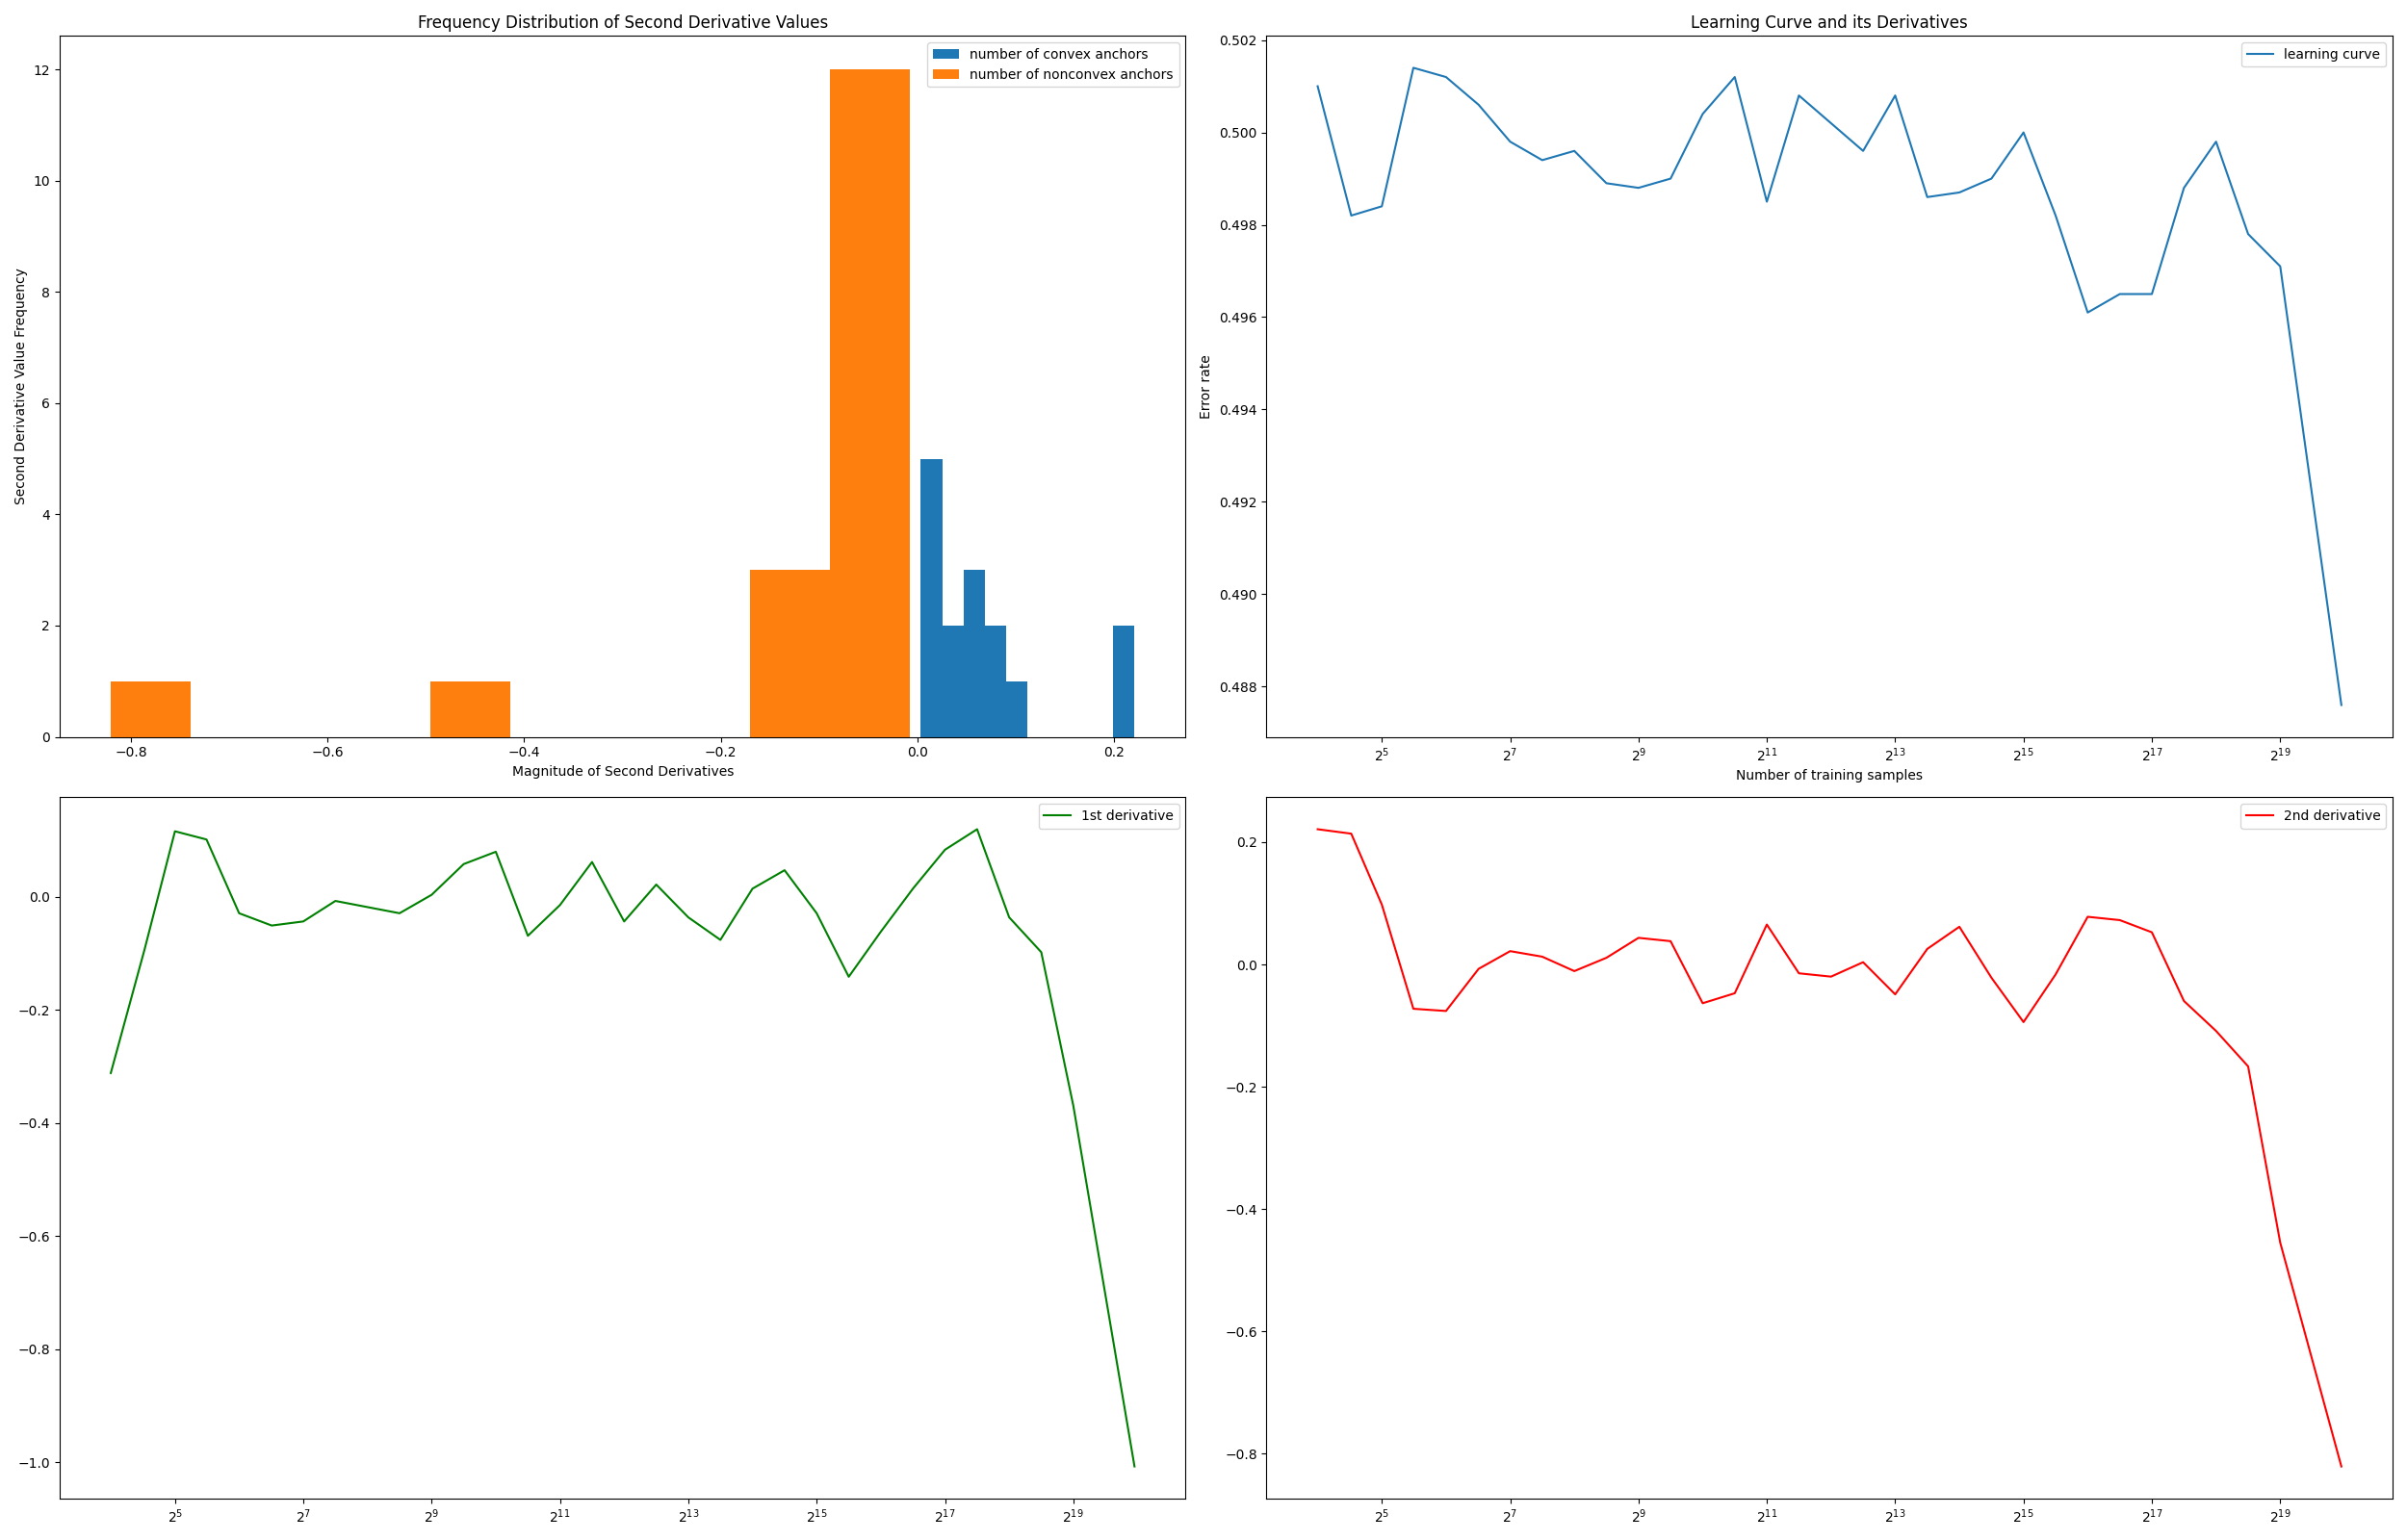 Frequency Distribution of Second Derivative Values
number of convex anchors
number of nonconvex anchors
12
10
8
6
4
2
0
Second Derivative Value Frequency
−0.8 −0.6 −0.4 −0.2 0.0 0.2
Magnitude of Second Derivatives
Learning Curve and its Derivatives
learning curve
0.502
0.500
0.498
0.496
0.494
0.492
0.490
0.488
Error rate
2^5 2^7 2^9 2^11 2^13 2^15 2^17 2^19
Number of training samples
1st derivative
0.0
−0.2
−0.4
−0.6
−0.8
−1.0
2^5 2^7 2^9 2^11 2^13 2^15 2^17 2^19
2nd derivative
0.2
0.0
−0.2
−0.4
−0.6
−0.8
2^5 2^7 2^9 2^11 2^13 2^15 2^17 2^19